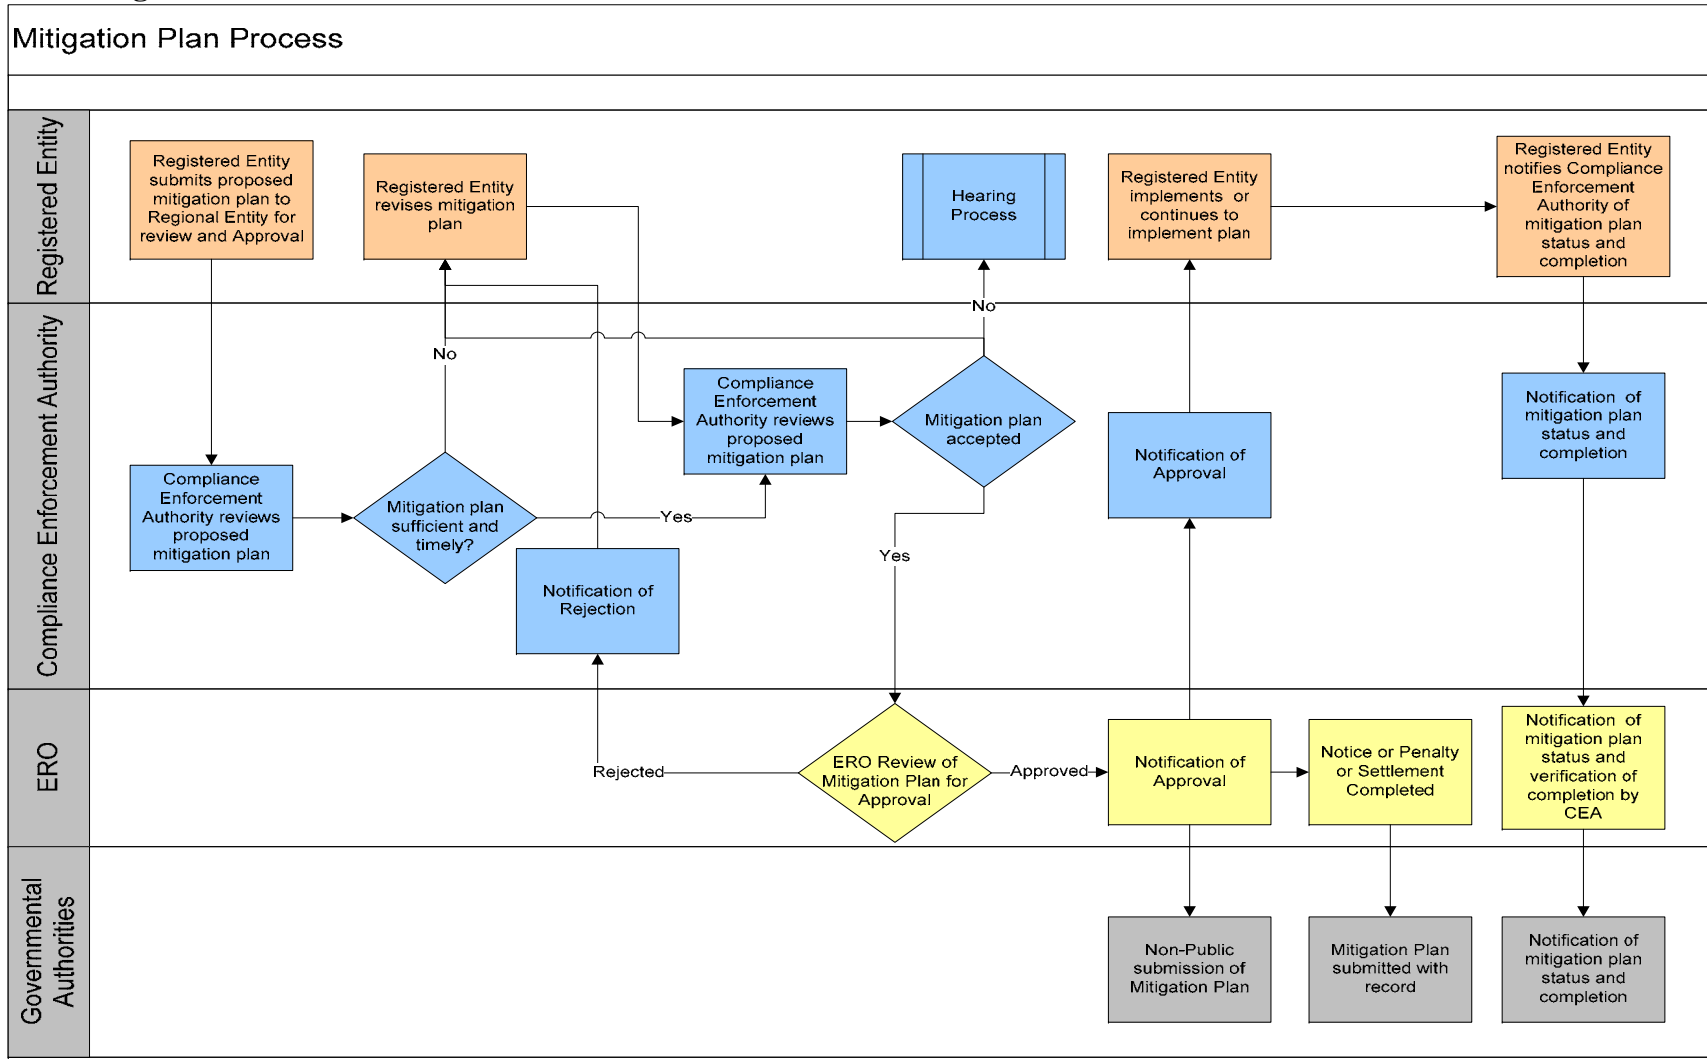 Mitigation Plan Process
Registered Entity
Registered Entity
submits proposed
mitigation plan to
Regional Entity for
review and Approval
Registered Entity
revises mitigation
plan
Hearing
Process
Registered Entity
implements or
continues to
implement plan
Registered Entity
notifies Compliance
Enforcement
Authority of
mitigation plan
status and
completion
Compliance Enforcement Authority
No
No
Compliance
Enforcement
Authority reviews
proposed
mitigation plan
Mitigation plan
sufficient and
timely?
Yes
Notification of
Rejection
Compliance
Enforcement
Authority reviews
proposed
mitigation plan
Mitigation plan
accepted
Yes
Notification of
Approval
Notification of
mitigation plan
status and
completion
ERO
Rejected
ERO Review of
Mitigation Plan for
Approval
Approved
Notification of
Approval
Notice or Penalty
or Settlement
Completed
Notification of
mitigation plan
status and
verification of
completion by
CEA
Governmental
Authorities
Non-Public
submission of
Mitigation Plan
Mitigation Plan
submitted with
record
Notification of
mitigation plan
status and
completion